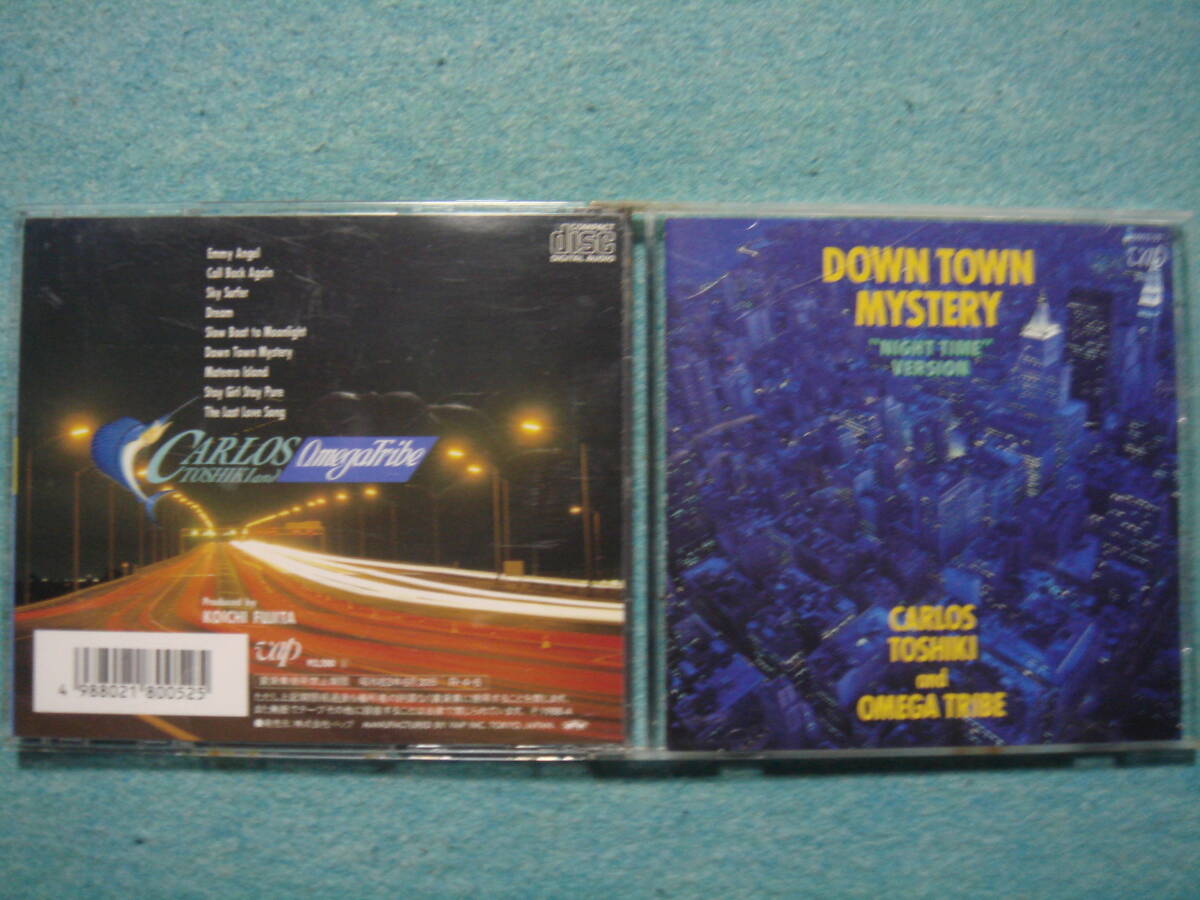 COMPACT
disc
DIGITAL AUDIO
Emmy Angel
Call Back Again
Sky Surfer
Dream
Slow Boat to Moonlight
Down Town Mystery
Matenro Island
Stay Girl Stay Pure
The Last Love Song
CARLOS
TOSHIKI and
OmegaTribe
Produced by
KOICHI FUJITA
vap
4 988021 800525
MANUFACTURED BY VAP INC. TOKYO, JAPAN
vap
DOWN TOWN
MYSTERY
"NIGHT TIME"
VERSION
CARLOS
TOSHIKI
and
OMEGA TRIBE